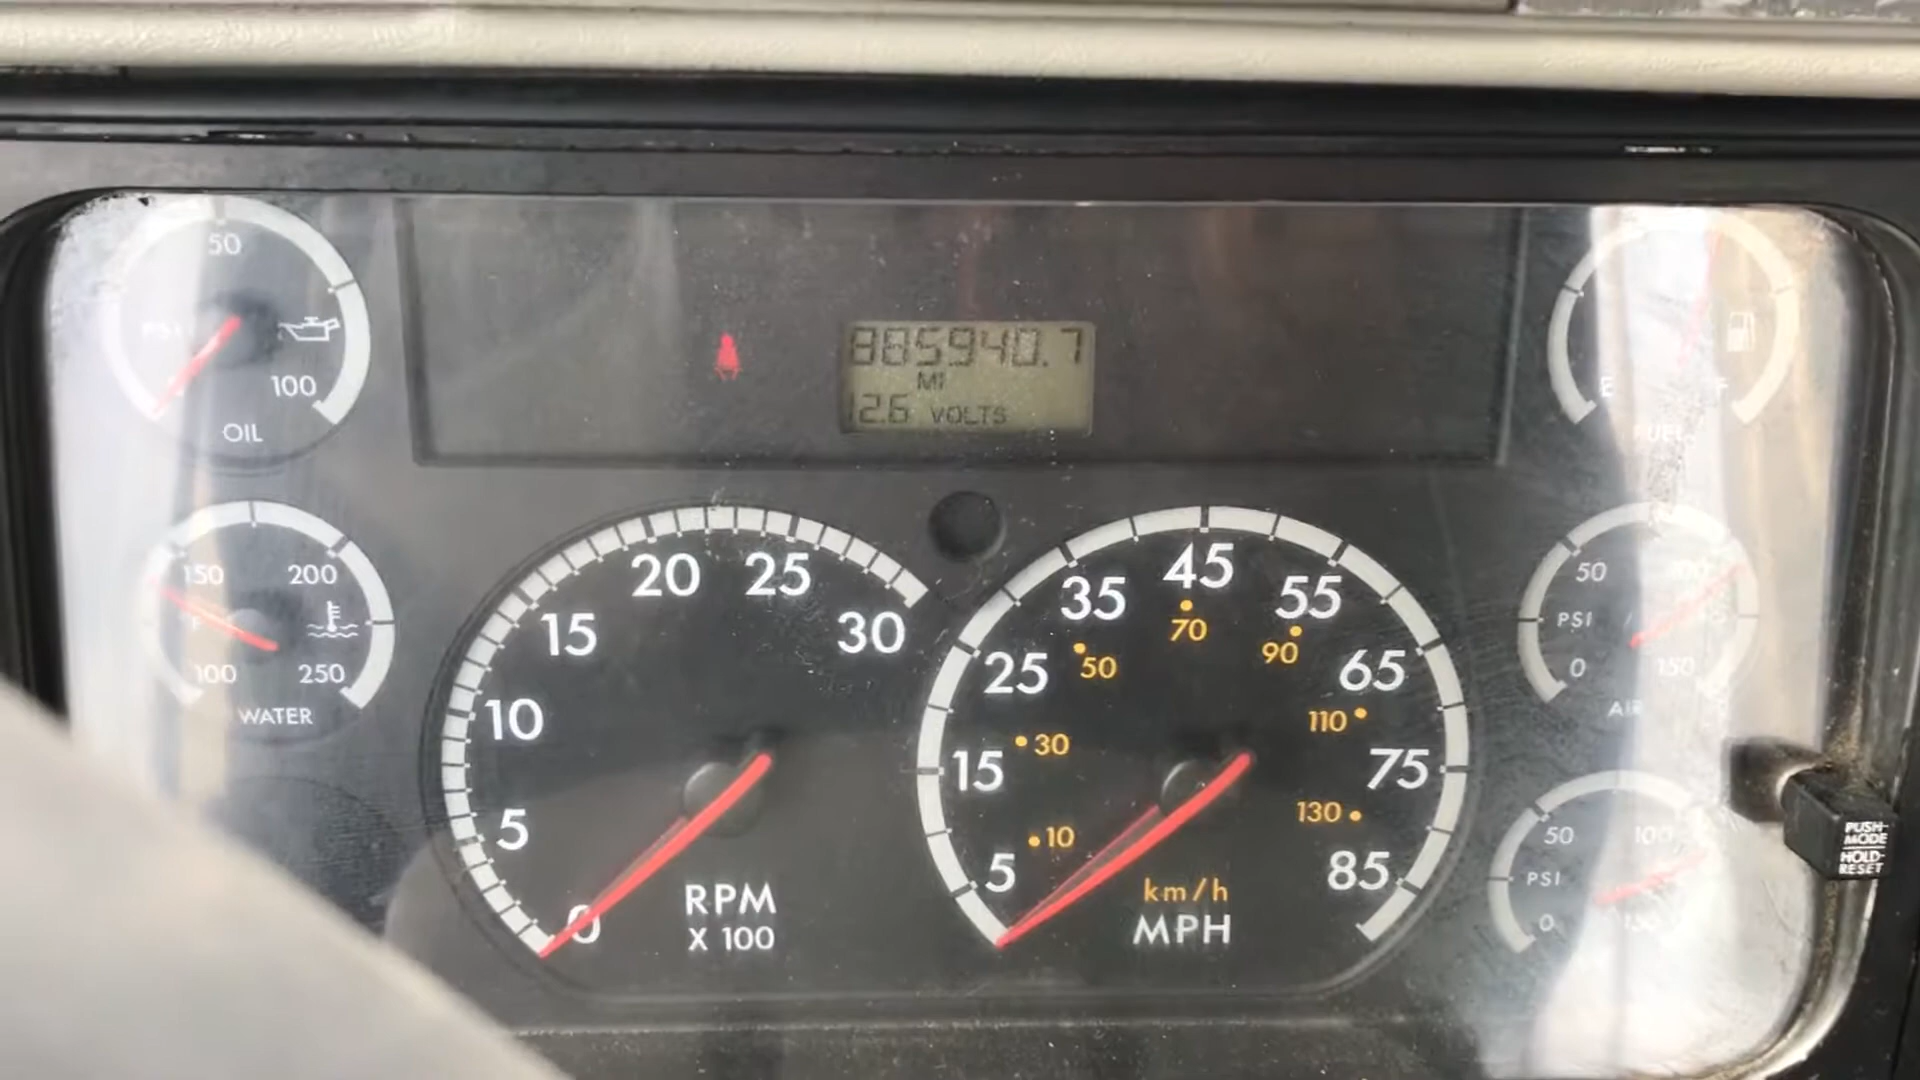 50
PSI
100
OIL
885940.7
MI
12.6 VOLTS
E F
FUEL
150 200
F
100 250
WATER
0 5 10 15 20 25 30
RPM
X 100
5 15 25 35 45 55 65 75 85
10 30 50 70 90 110 130
km/h
MPH
50 100
PSI
0 150
AIR
50 100
PSI
0 150
PUSH-
MODE
HOLD-
RESET